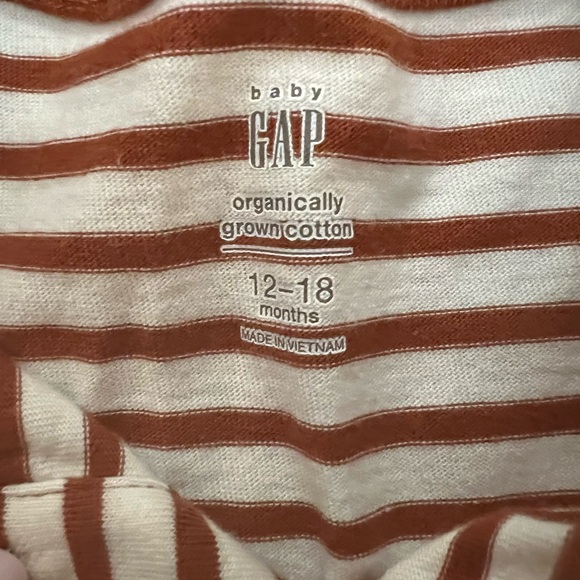 baby
GAP
organically
grown cotton
12–18
months
MADE IN VIETNAM